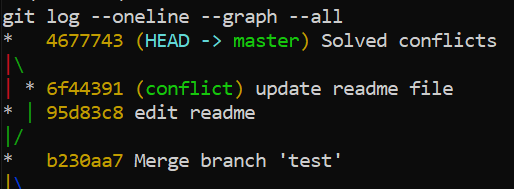 git log --oneline --graph --all
*   4677743 (HEAD -> master) Solved conflicts
|\
| * 6f44391 (conflict) update readme file
* | 95d83c8 edit readme
|/
*   b230aa7 Merge branch 'test'
|\